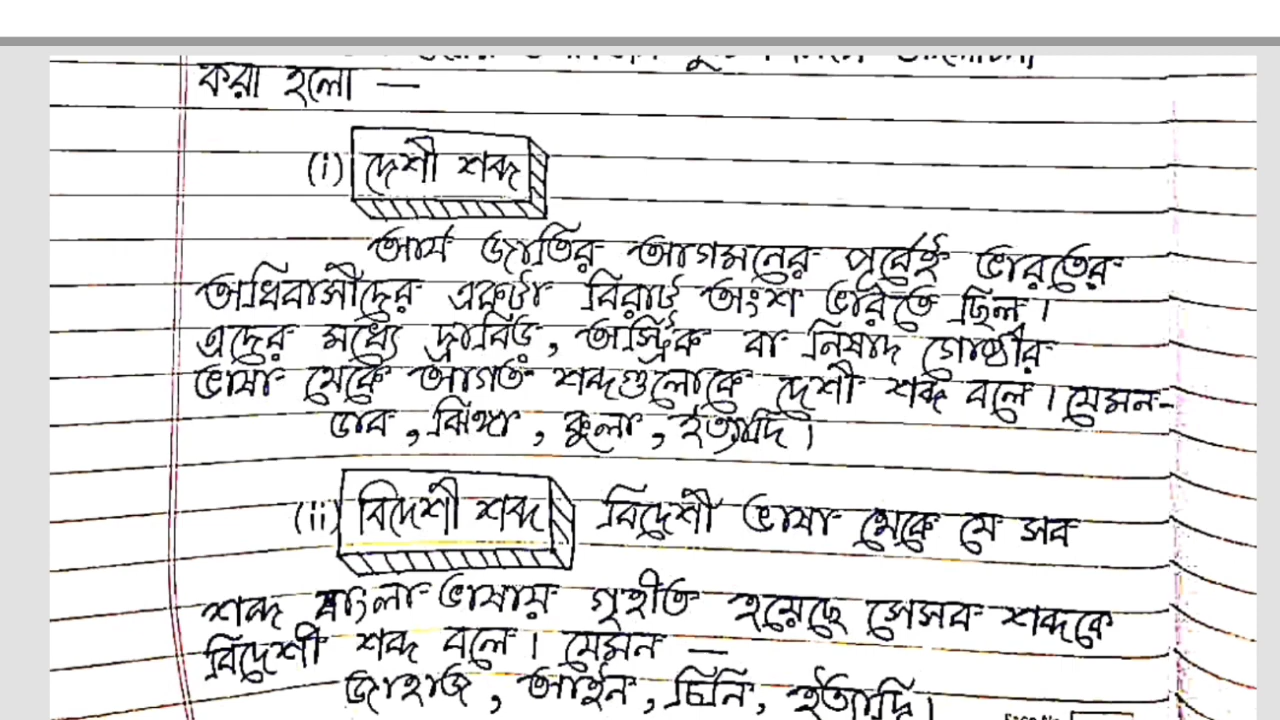 করা হলো —
(i) দেশী শব্দ
আর্য জাতির আগমনের পূর্বেই ভারতের
অধিবাসীদের একটা বিরাট অংশ ভারতে ছিল।
এদের মধ্যে দ্রাবিড়, অস্ট্রিক বা নিষাদ গোষ্ঠীর
ভাষা থেকে আগত শব্দগুলোকে দেশী শব্দ বলে। যেমন-
ডাব, ঝিঙ্গা, কুলা, ইত্যাদি।
(ii) বিদেশী শব্দ বিদেশী ভাষা থেকে যে সব
শব্দ বাংলা ভাষায় গৃহীত হয়েছে সেসব শব্দকে
বিদেশী শব্দ বলে। যেমন —
জাহাজ, আইন, চিনি, ইত্যাদি।